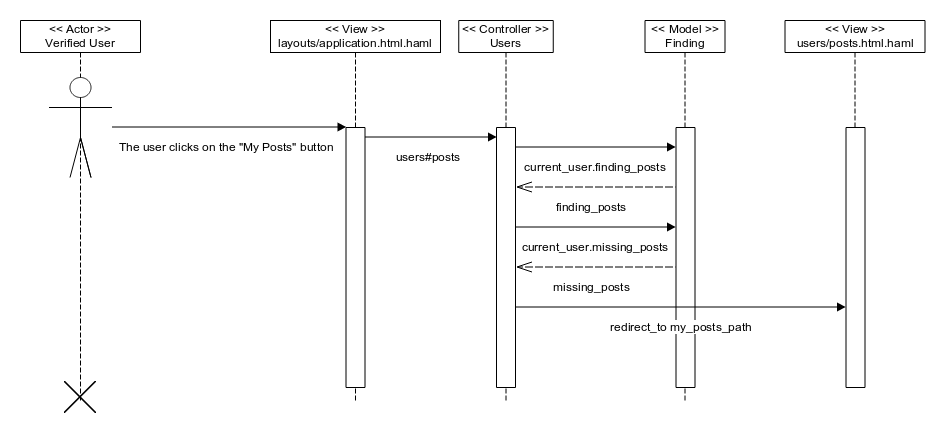 << Actor >>
Verified User
<< View >>
layouts/application.html.haml
<< Controller >>
Users
<< Model >>
Finding
<< View >>
users/posts.html.haml
The user clicks on the "My Posts" button
users#posts
current_user.finding_posts
finding_posts
current_user.missing_posts
missing_posts
redirect_to my_posts_path